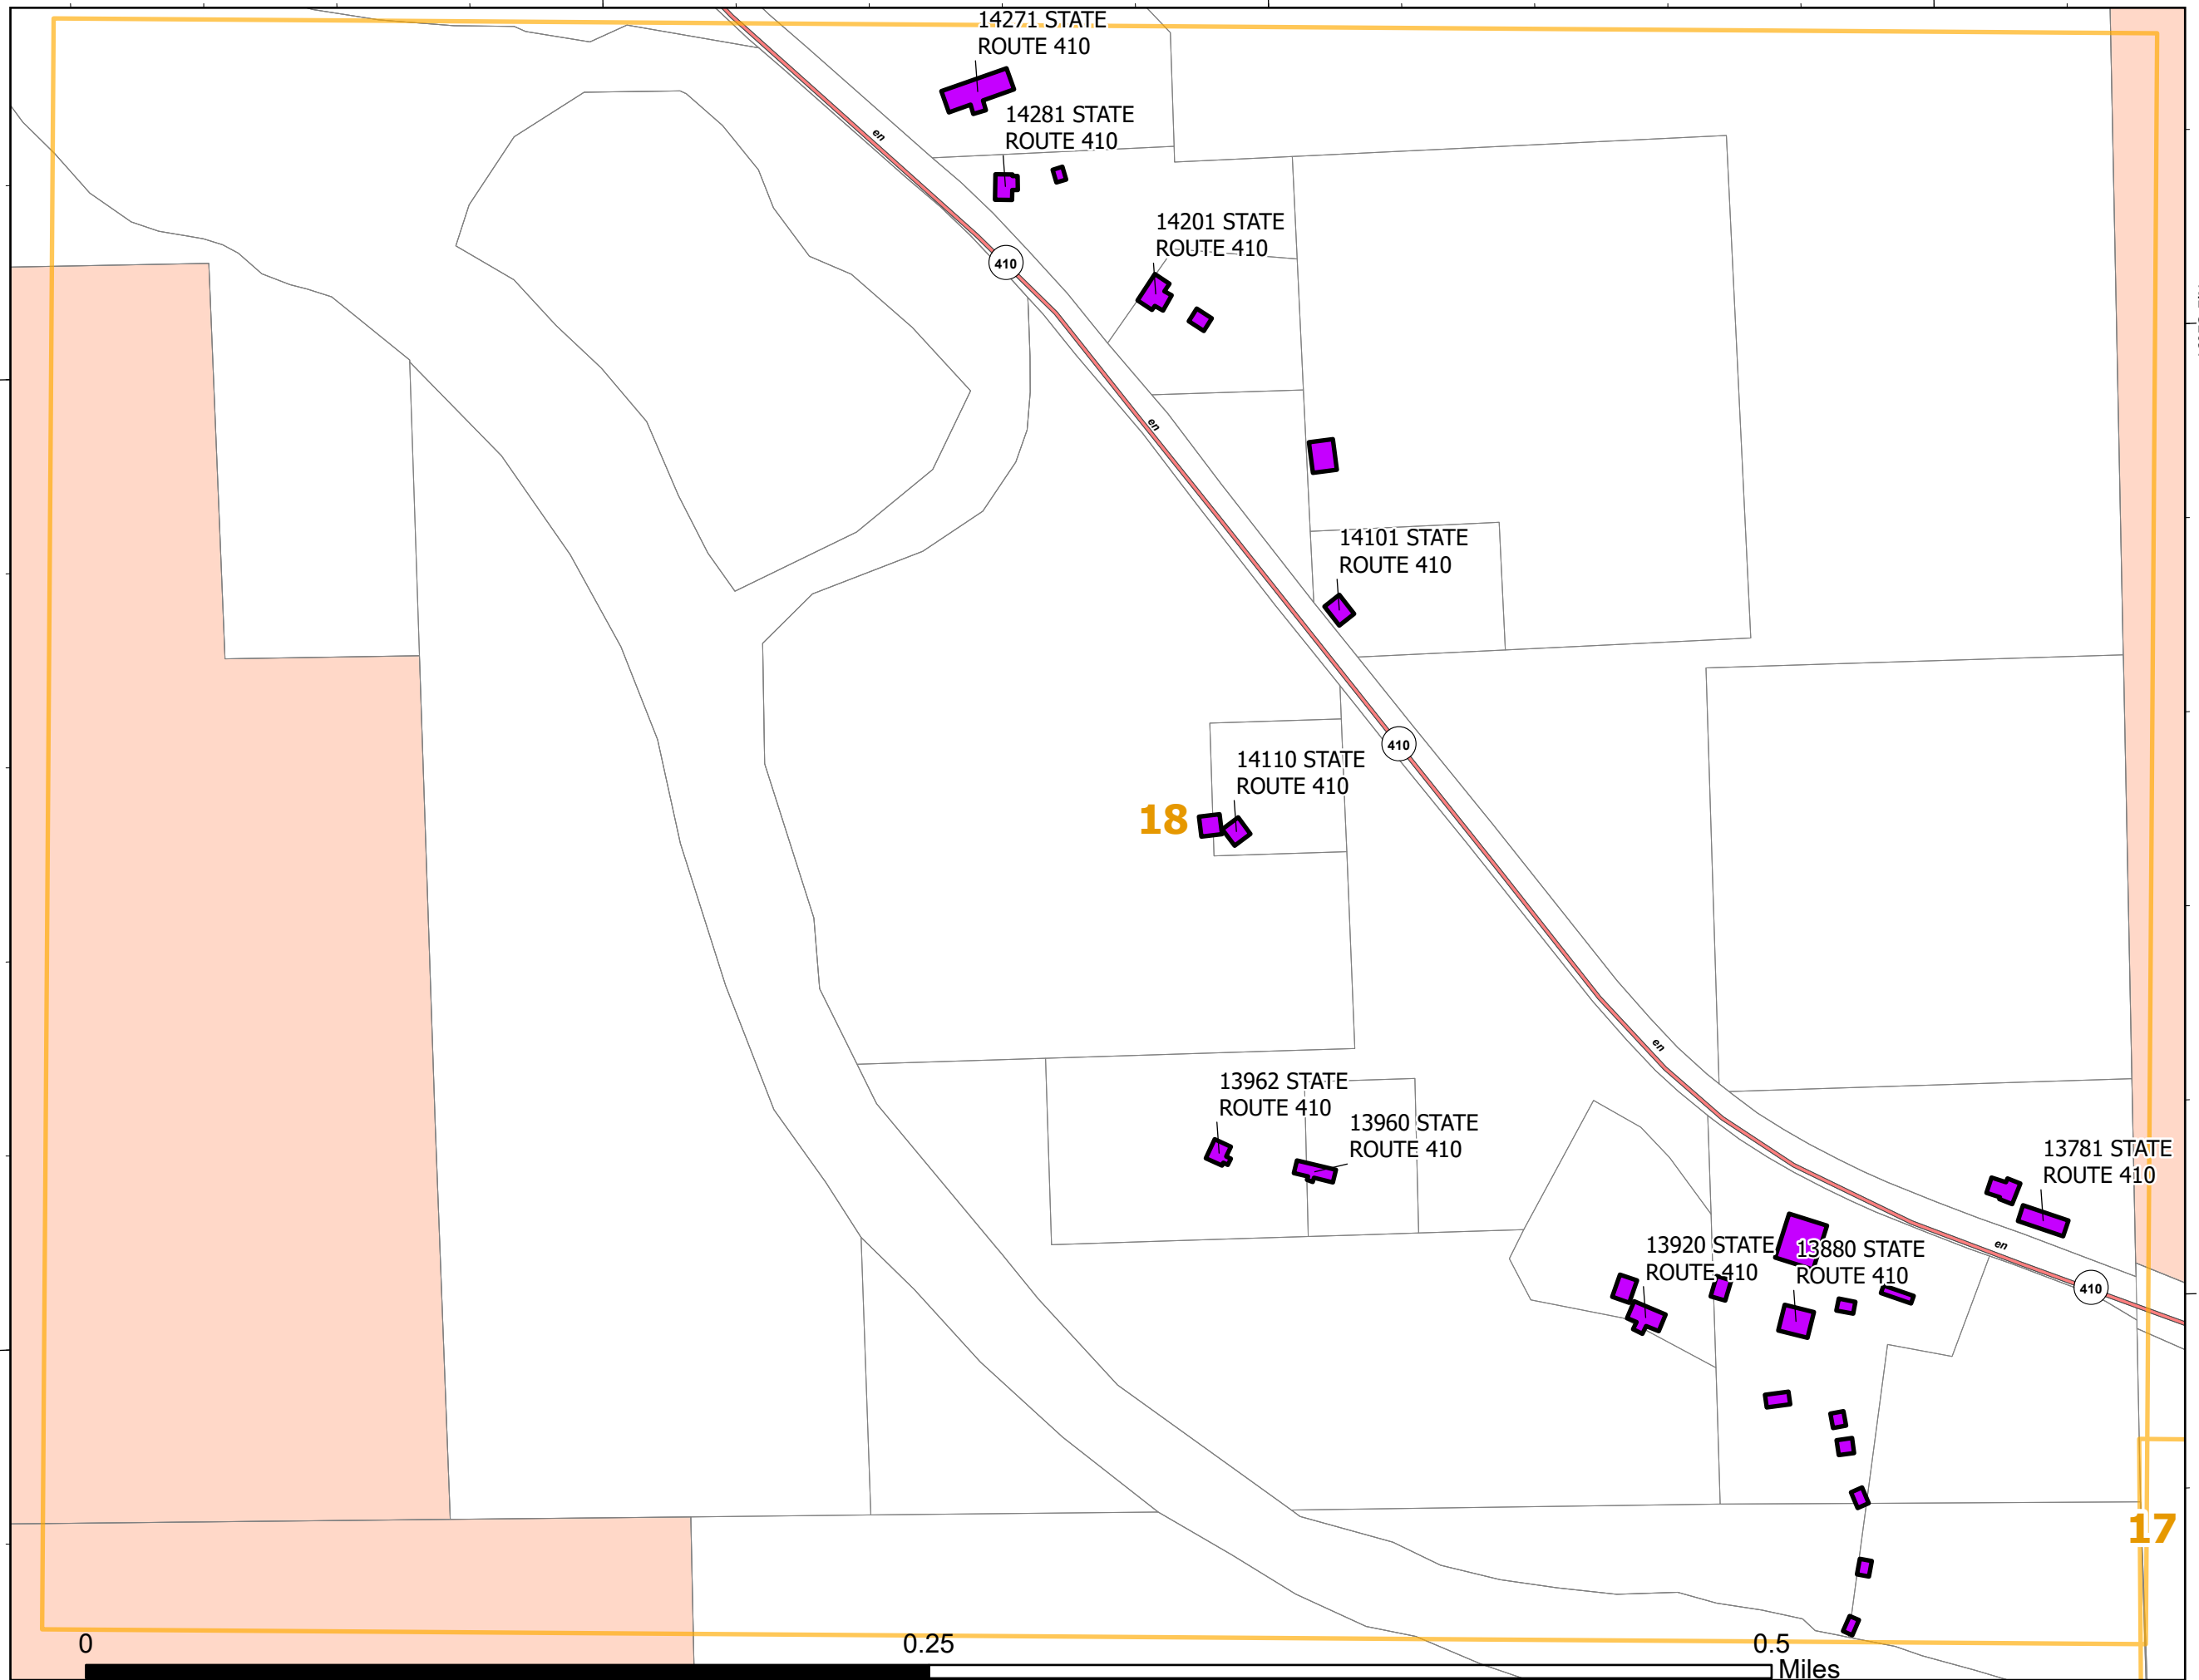 14271 STATE
ROUTE 410
14281 STATE
ROUTE 410
en
14201 STATE
ROUTE 410
410
en
14101 STATE
ROUTE 410
410
14110 STATE
ROUTE 410
18
en
13962 STATE
ROUTE 410
13960 STATE
ROUTE 410
13781 STATE
ROUTE 410
13920 STATE
ROUTE 410
13880 STATE
ROUTE 410
en
410
17
0 0.25 0.5
Miles